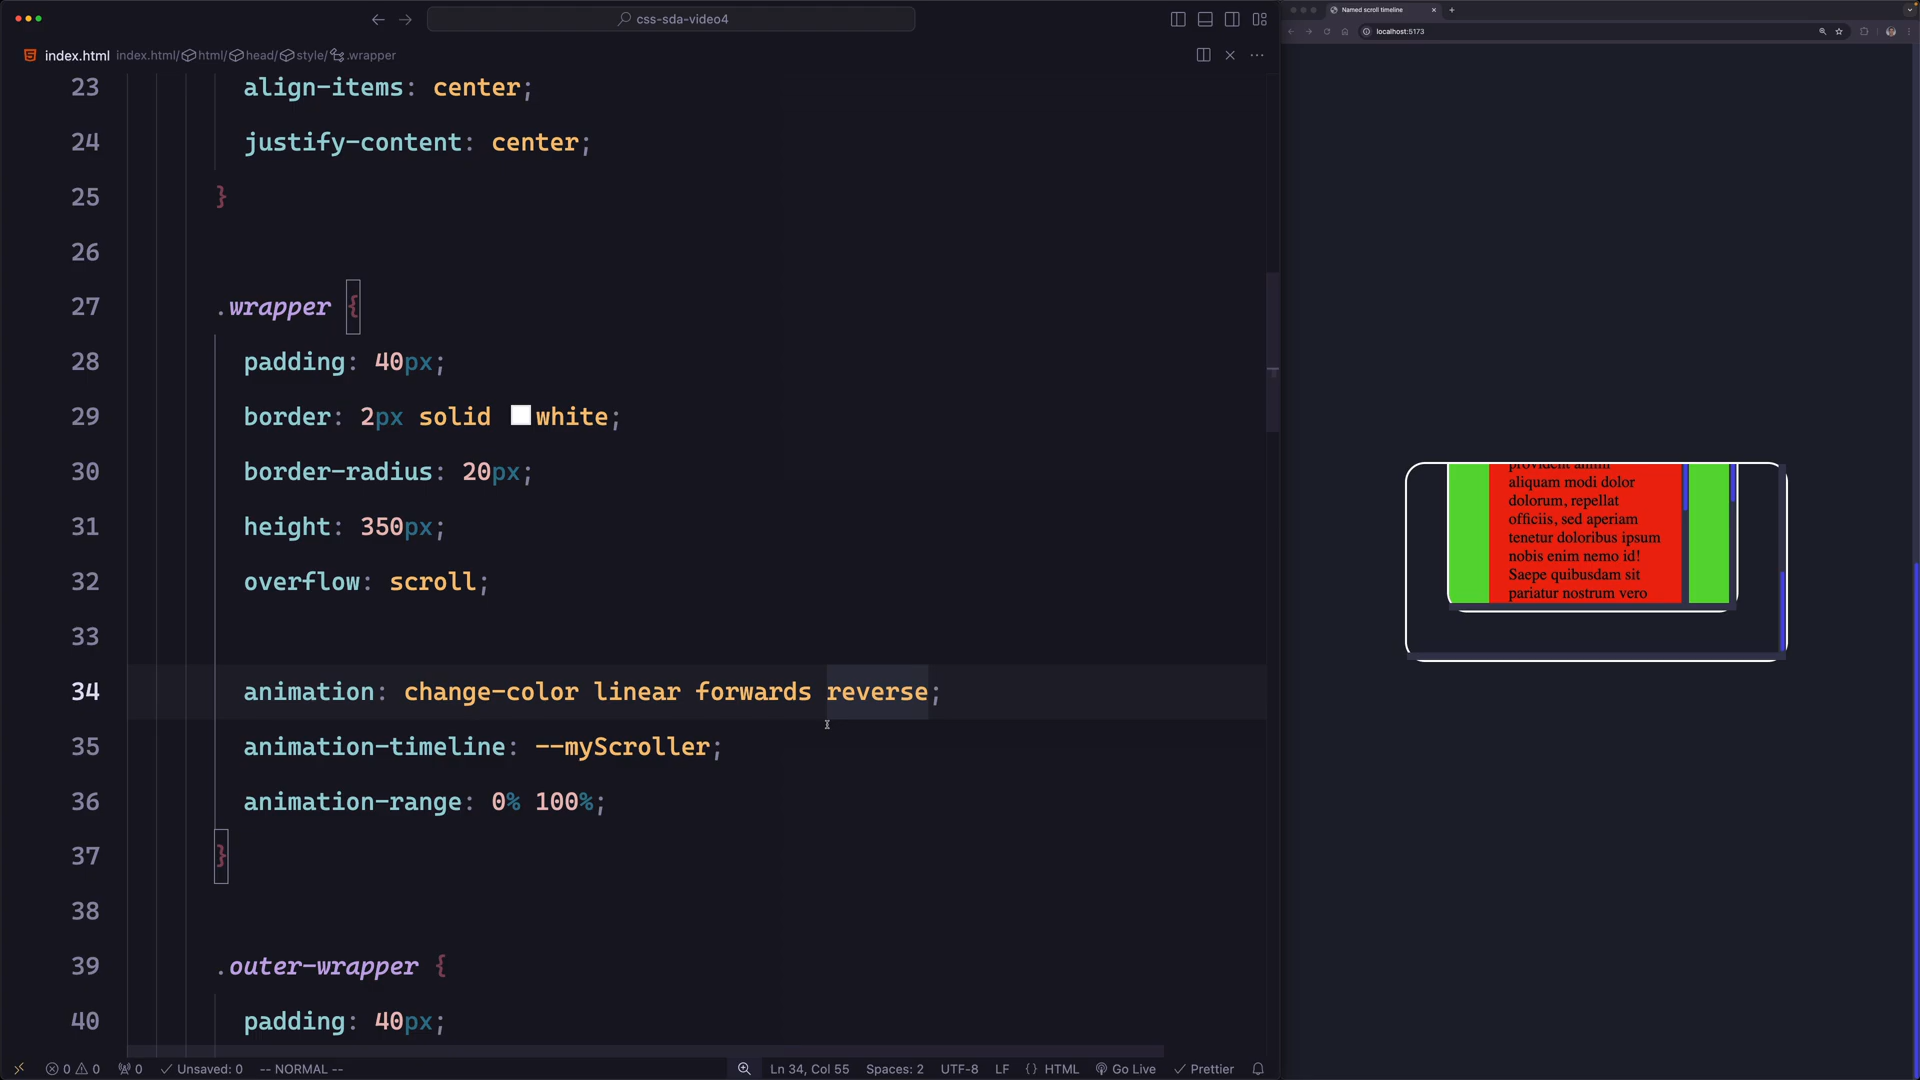 css-sda-video4
index.html index.html/html/head/style/.wrapper
23 align-items: center;
24 justify-content: center;
25 }
26
27 .wrapper {
28 padding: 40px;
29 border: 2px solid white;
30 border-radius: 20px;
31 height: 350px;
32 overflow: scroll;
33
34 animation: change-color linear forwards reverse;
35 animation-timeline: --myScroller;
36 animation-range: 0% 100%;
37 }
38
39 .outer-wrapper {
40 padding: 40px;
0 0 0 Unsaved: 0 -- NORMAL -- Ln 34, Col 55 Spaces: 2 UTF-8 LF {} HTML Go Live Prettier
Named scroll timeline
localhost:5173
provident animi
aliquam modi dolor
dolorum, repellat
officiis, sed aperiam
tenetur doloribus ipsum
nobis enim nemo id!
Saepe quibusdam sit
pariatur nostrum vero